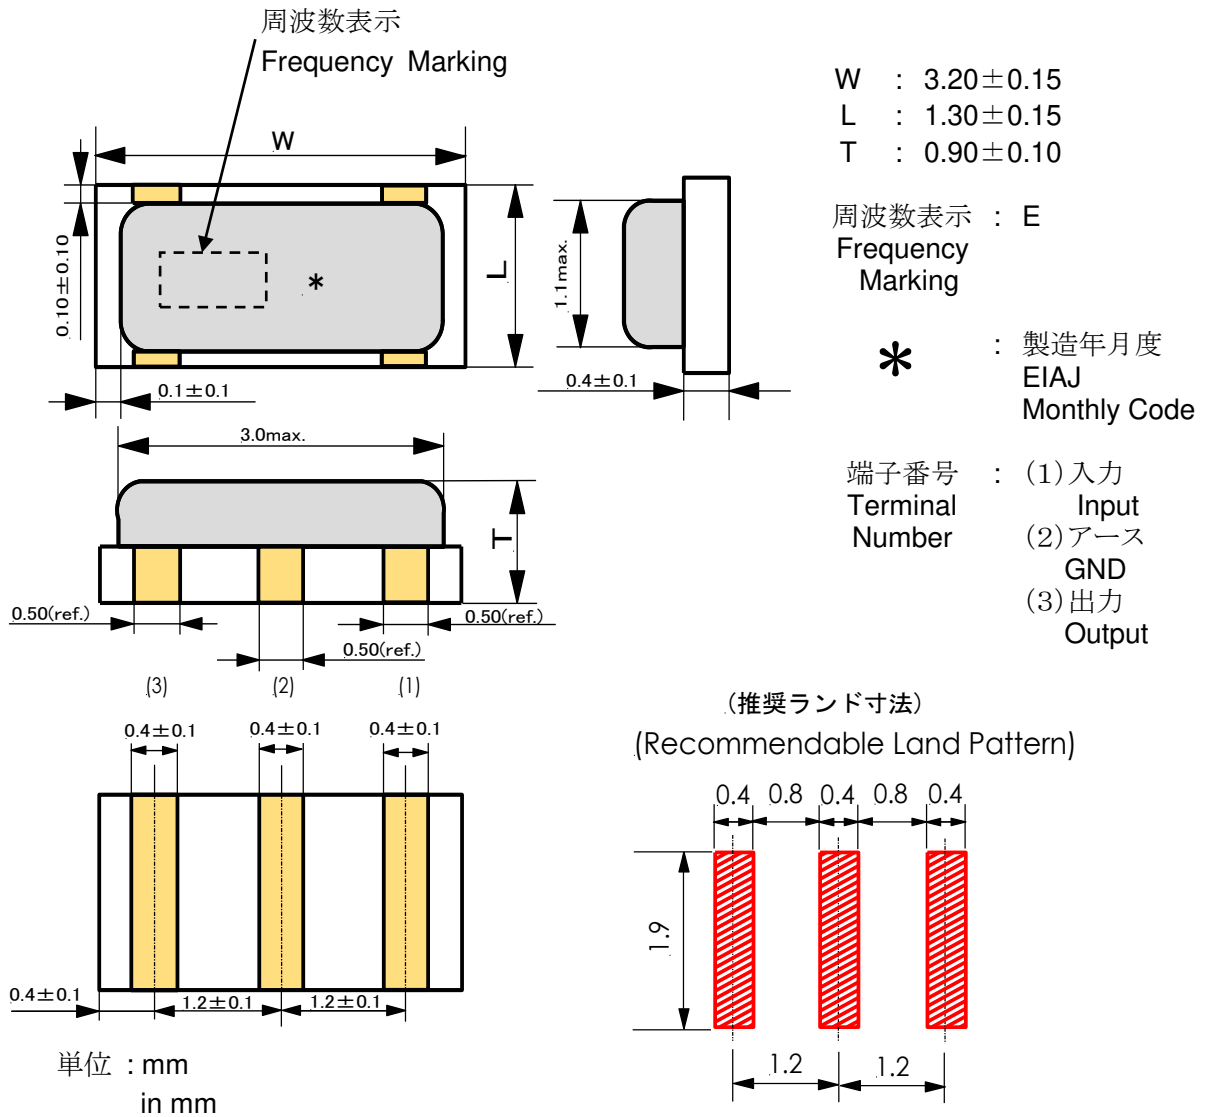 周波数表示
Frequency Marking
W
0.10±0.10
*
L
0.1±0.1
1.1max.
0.4±0.1
W : 3.20±0.15
L : 1.30±0.15
T : 0.90±0.10
周波数表示 : E
Frequency
Marking
* : 製造年月度
EIAJ
Monthly Code
端子番号 : (1)入力
Terminal Input
Number (2)アース
GND
(3)出力
Output
3.0max.
T
0.50(ref.)
0.50(ref.)
0.50(ref.)
(3) (2) (1)
0.4±0.1 0.4±0.1 0.4±0.1
0.4±0.1 1.2±0.1 1.2±0.1
単位 : mm
in mm
(推奨ランド寸法)
(Recommendable Land Pattern)
0.4 0.8 0.4 0.8 0.4
1.9
1.2 1.2